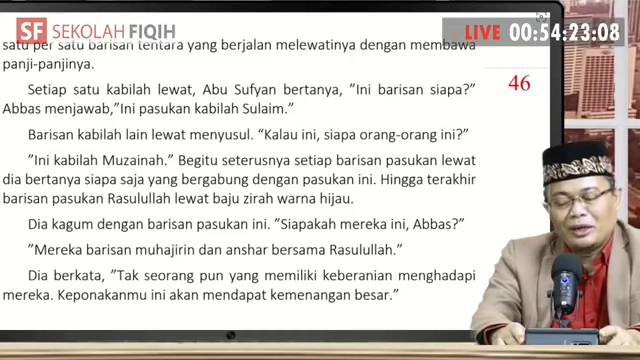 SF SEKOLAH FIQIH
LIVE 00:54:23:08
satu per satu barisan tentara yang berjalan melewatinya dengan membawa
panji-panjinya.
46
Setiap satu kabilah lewat, Abu Sufyan bertanya, ”Ini barisan siapa?”
Abbas menjawab,”Ini pasukan kabilah Sulaim.”
Barisan kabilah lain lewat menyusul. “Kalau ini, siapa orang-orang ini?”
”Ini kabilah Muzainah.” Begitu seterusnya setiap barisan pasukan lewat
dia bertanya siapa saja yang bergabung dengan pasukan ini. Hingga terakhir
barisan pasukan Rasulullah lewat baju zirah warna hijau.
Dia kagum dengan barisan pasukan ini. ”Siapakah mereka ini, Abbas?”
”Mereka barisan muhajirin dan anshar bersama Rasulullah.”
Dia berkata, ”Tak seorang pun yang memiliki keberanian menghadapi
mereka. Keponakanmu ini akan mendapat kemenangan besar.”